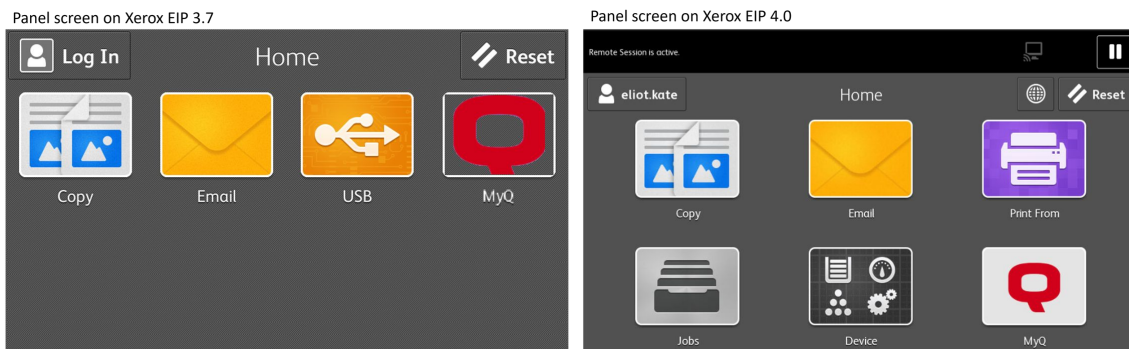 Panel screen on Xerox EIP 3.7
Log In
Home
Reset
Copy
Email
USB
MyQ
Panel screen on Xerox EIP 4.0
Remote Session is active.
eliot.kate
Home
Reset
Copy
Email
Print From
Jobs
Device
MyQ